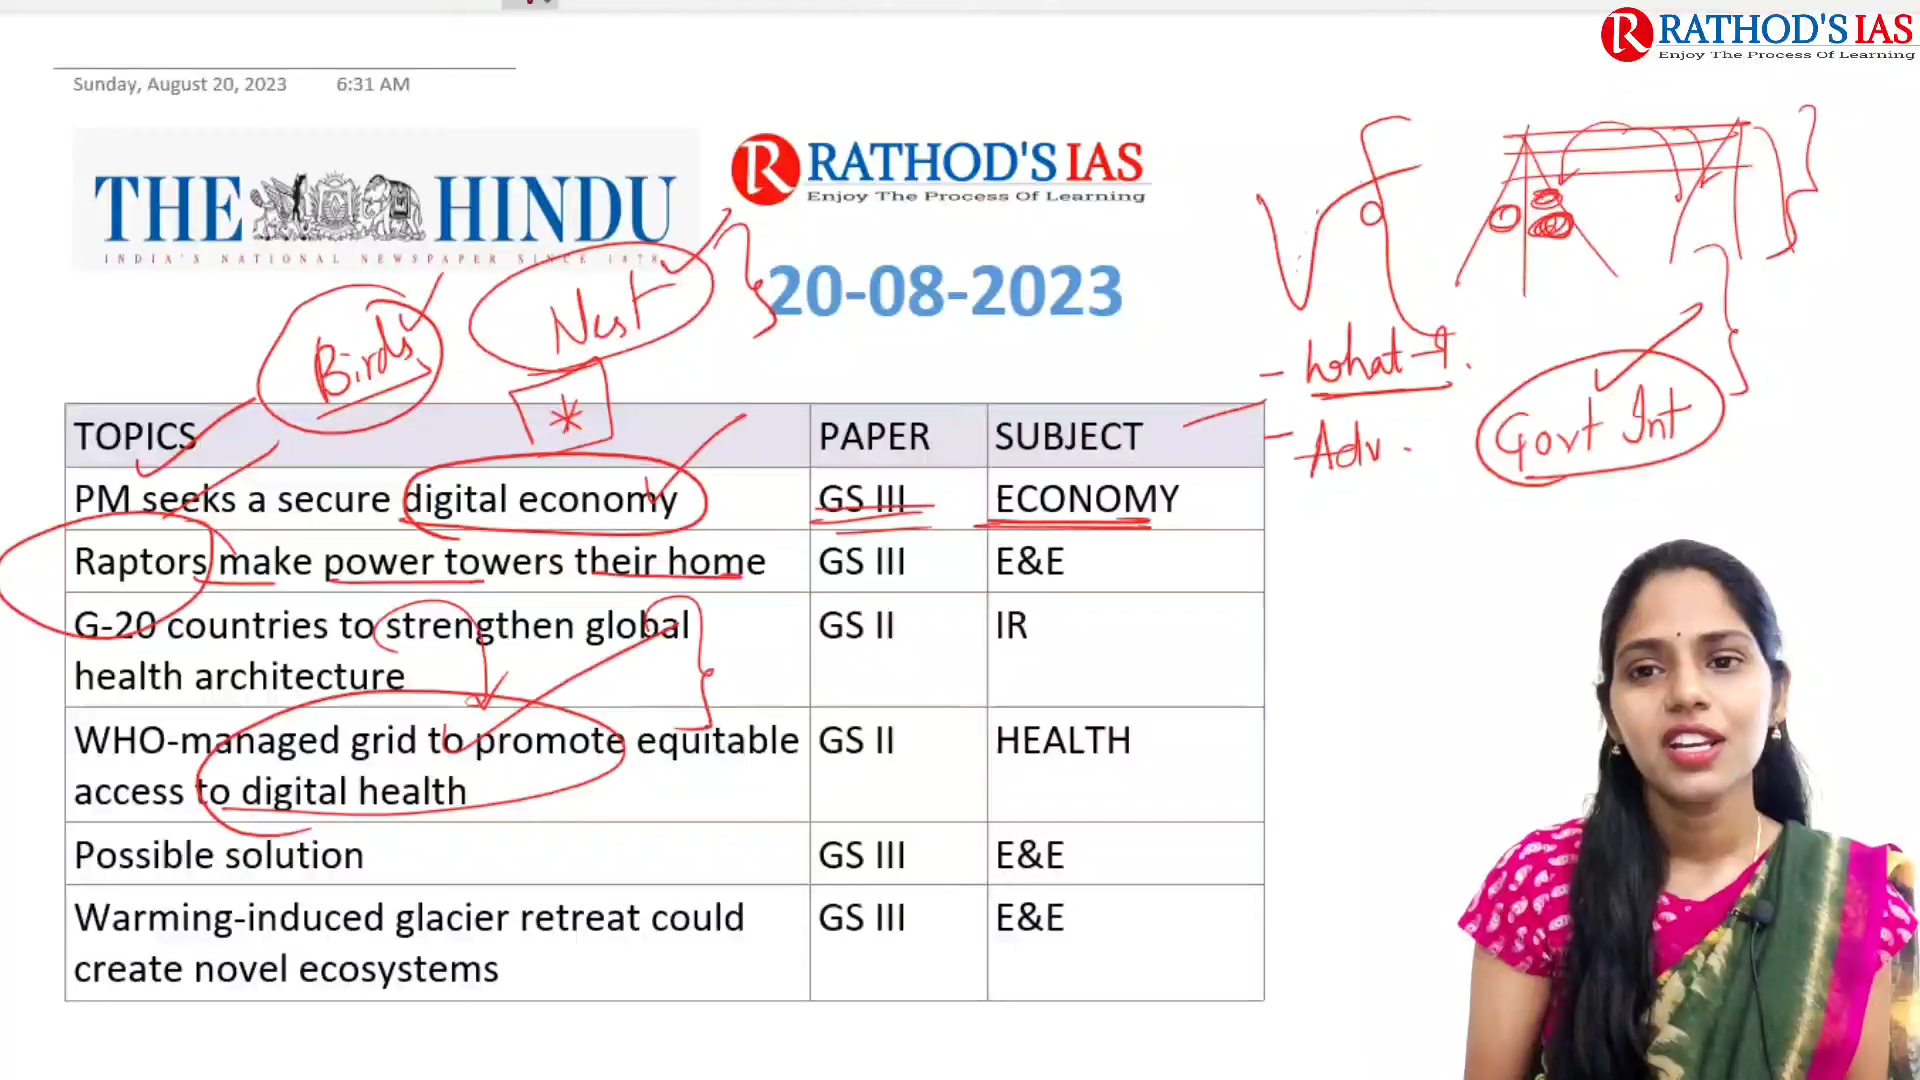 RATHOD'S IAS
Enjoy The Process Of Learning
Sunday, August 20, 2023 6:31 AM
THE HINDU
INDIA'S NATIONAL NEWSPAPER SINCE 1878
RATHOD'S IAS
Enjoy The Process Of Learning
20-08-2023
Birds
Nest
- what - ?.
- Adv.
Govt Int
*
TOPICS PAPER SUBJECT
PM seeks a secure digital economy GS III ECONOMY
Raptors make power towers their home GS III E&E
G-20 countries to strengthen global GS II IR
health architecture
WHO-managed grid to promote equitable GS II HEALTH
access to digital health
Possible solution GS III E&E
Warming-induced glacier retreat could GS III E&E
create novel ecosystems